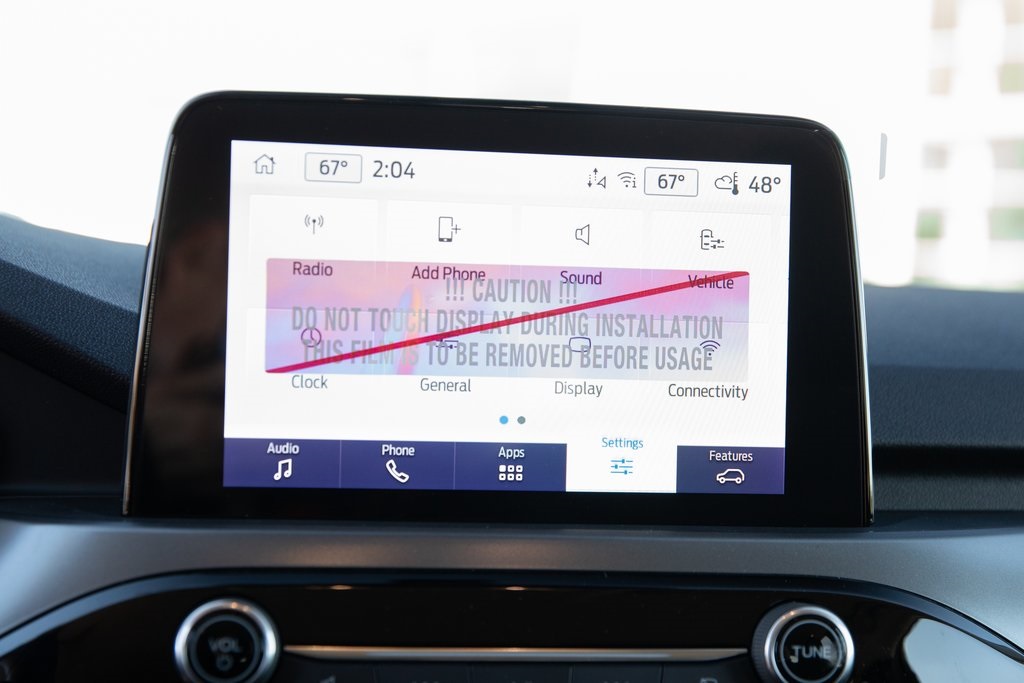 67° 2:04 67° 48°
Radio Add Phone Sound Vehicle
!!! CAUTION !!!
DO NOT TOUCH DISPLAY DURING INSTALLATION
THIS FILM IS TO BE REMOVED BEFORE USAGE
Clock General Display Connectivity
Audio Phone Apps Settings Features
VOL TUNE